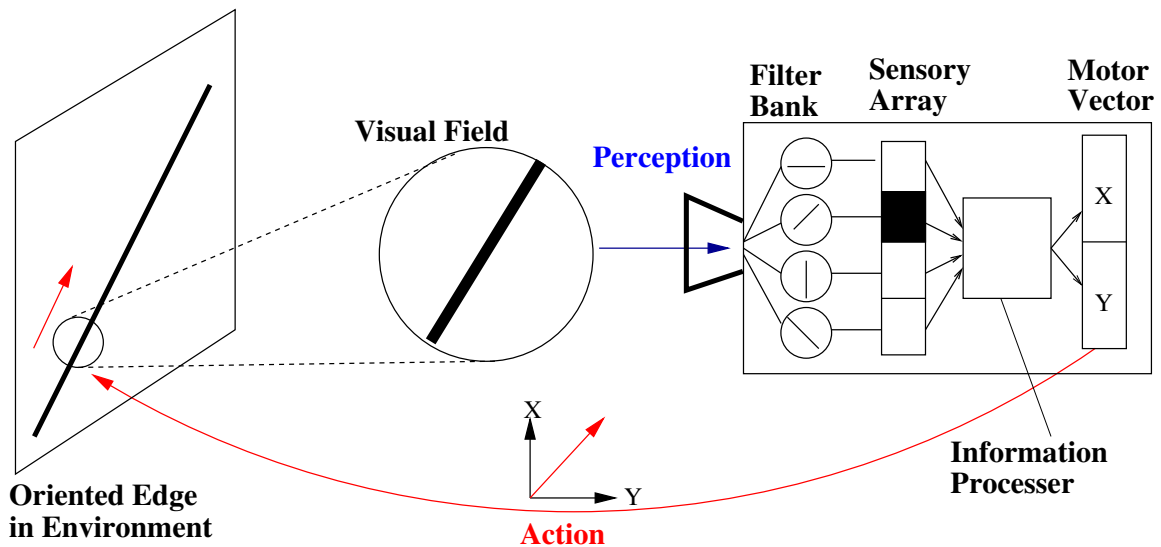 Filter
Bank
Sensory
Array
Motor
Vector
Visual Field
Perception
X
Y
X
Y
Action
Oriented Edge
in Environment
Information
Processer